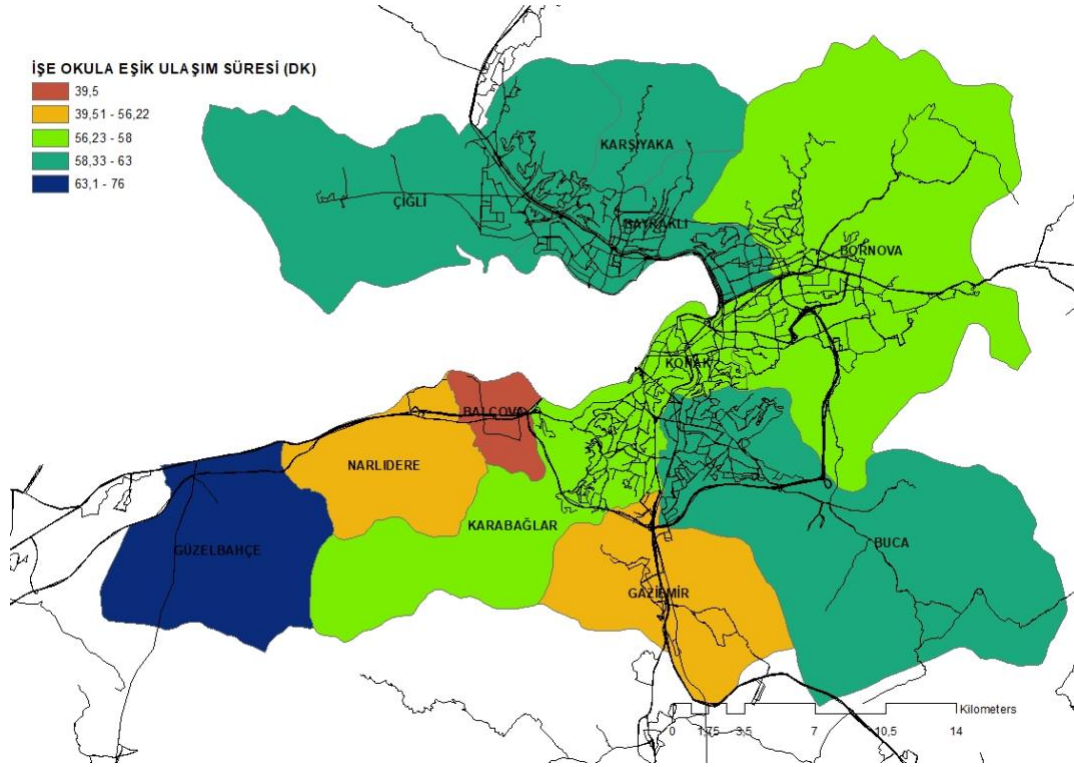 İŞE OKULA EŞİK ULAŞIM SÜRESİ (DK)
39,5
39,51 - 56,22
56,23 - 58
58,33 - 63
63,1 - 76
KARŞIYAKA
ÇİĞLİ
BAYRAKLI
BORNOVA
KONAK
BALÇOVA
NARLIDERE
KARABAĞLAR
GÜZELBAHÇE
BUCA
GAZİEMİR
Kilometers
0 1,75 3,5 7 10,5 14